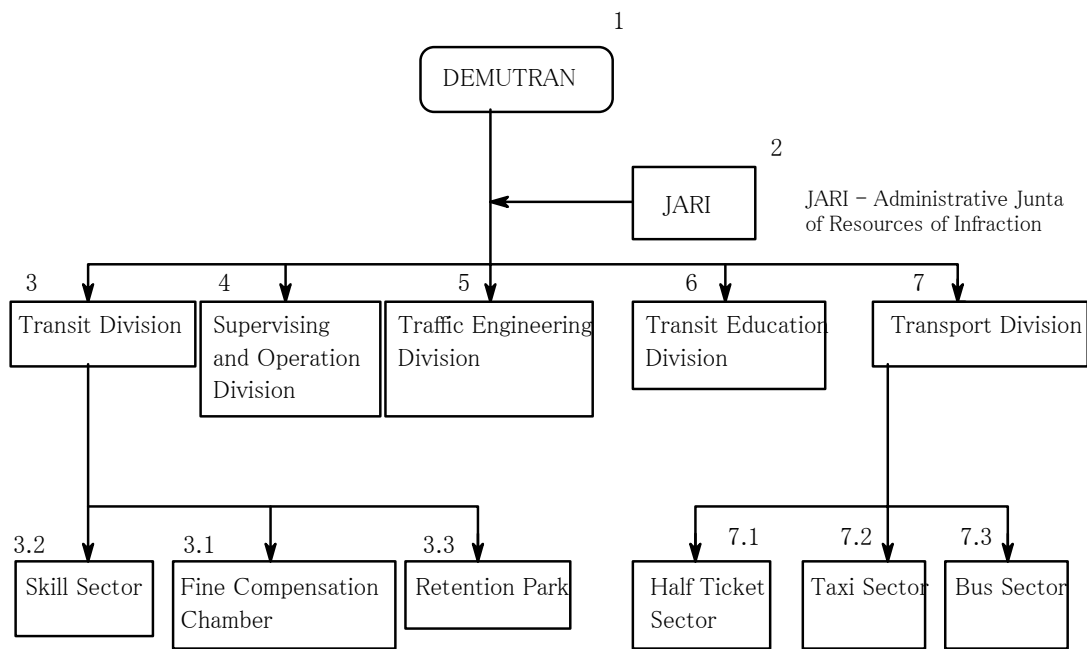 1
DEMUTRAN
2
JARI
JARI - Administrative Junta
of Resources of Infraction
3
4
5
6
7
Transit Division
Supervising
and Operation
Division
Traffic Engineering
Division
Transit Education
Division
Transport Division
3.2
3.1
3.3
7.1
7.2
7.3
Skill Sector
Fine Compensation
Chamber
Retention Park
Half Ticket
Sector
Taxi Sector
Bus Sector